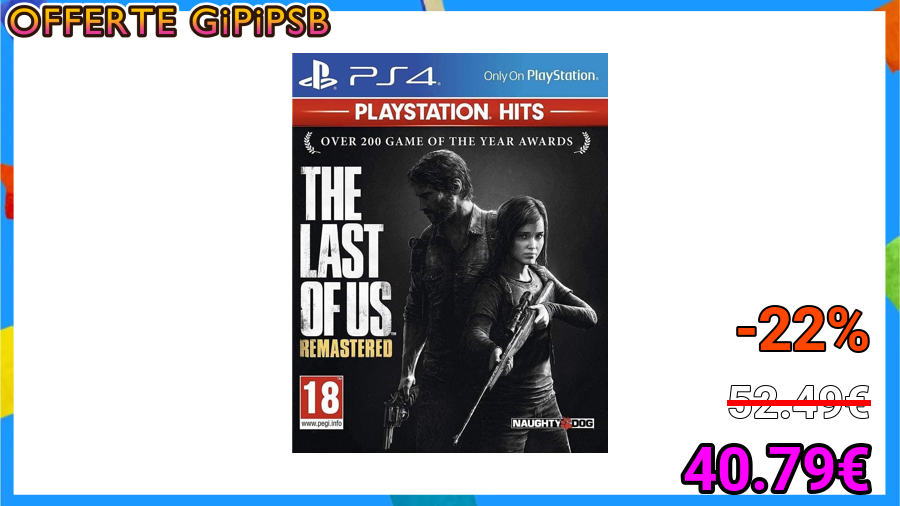 OFFERTE GiPiPSB
PS4
Only On PlayStation.
PLAYSTATION HITS
OVER 200 GAME OF THE YEAR AWARDS
THE
LAST
OF US
REMASTERED
18
www.pegi.info
NAUGHTY DOG
-22%
52.49€
40.79€